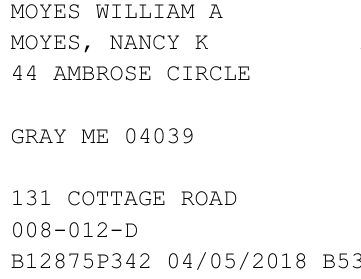 MOYES WILLIAM A
MOYES, NANCY K
44 AMBROSE CIRCLE
GRAY ME 04039
131 COTTAGE ROAD
008-012-D
B12875P342 04/05/2018 B53